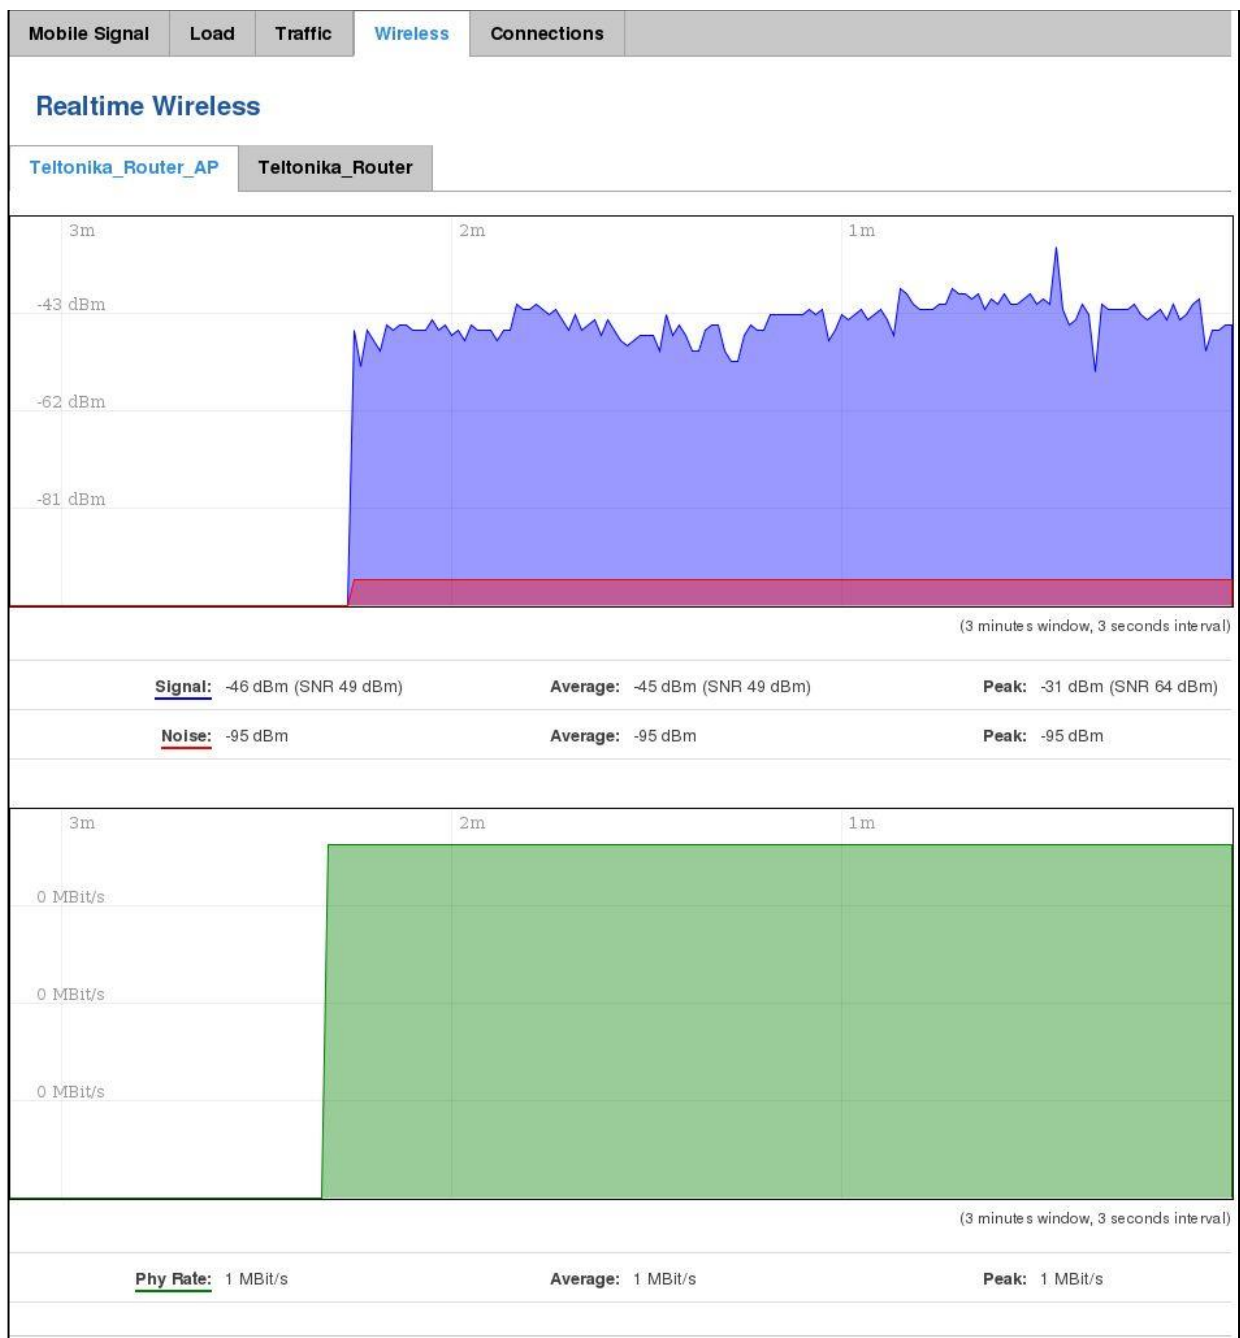 Mobile Signal Load Traffic Wireless Connections
Realtime Wireless
Teltonika_Router_AP Teltonika_Router
3m 2m 1m
-43 dBm
-62 dBm
-81 dBm
(3 minutes window, 3 seconds interval)
Signal: -46 dBm (SNR 49 dBm) Average: -45 dBm (SNR 49 dBm) Peak: -31 dBm (SNR 64 dBm)
Noise: -95 dBm Average: -95 dBm Peak: -95 dBm
3m 2m 1m
0 MBit/s
0 MBit/s
0 MBit/s
(3 minutes window, 3 seconds interval)
Phy Rate: 1 MBit/s Average: 1 MBit/s Peak: 1 MBit/s